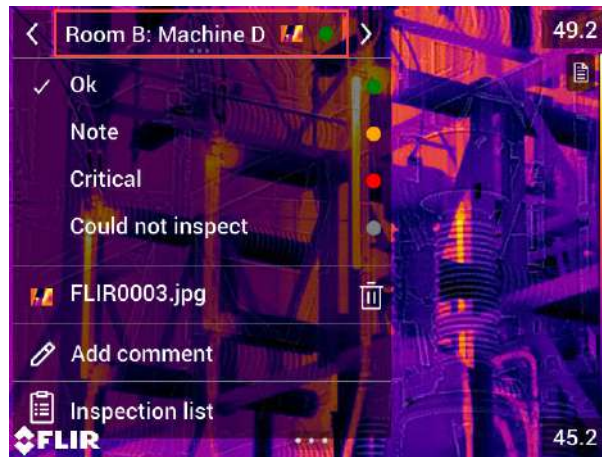 Room B: Machine D
49.2
Ok
Note
Critical
Could not inspect
FLIR0003.jpg
Add comment
Inspection list
FLIR
45.2